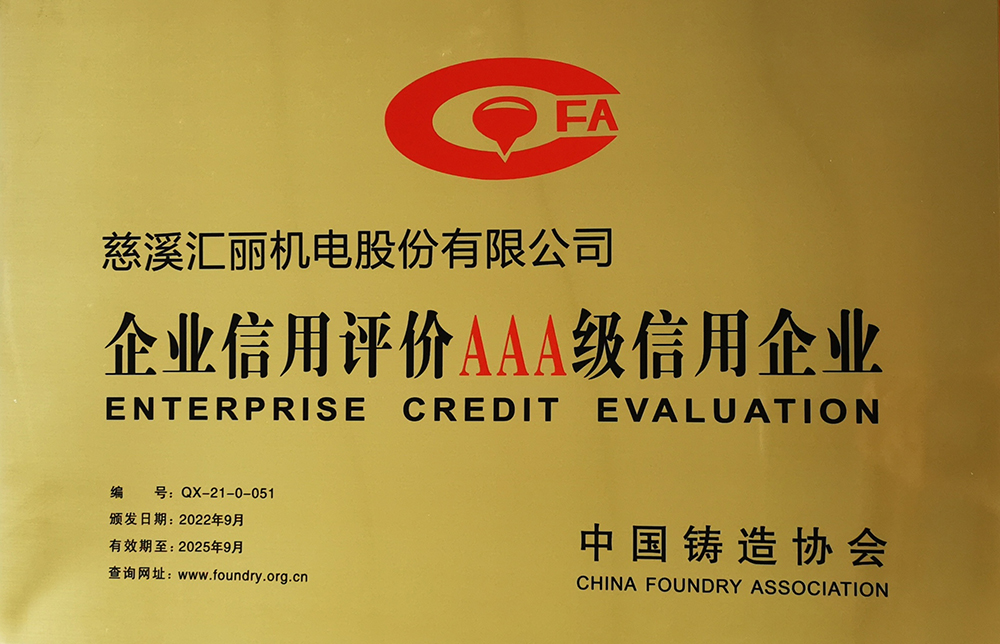 FA
慈溪汇丽机电股份有限公司
企业信用评价AAA级信用企业
ENTERPRISE CREDIT EVALUATION
编 号：QX-21-0-051
颁发日期：2022年9月
有效期至：2025年9月
查询网址：www.foundry.org.cn
中国铸造协会
CHINA FOUNDRY ASSOCIATION